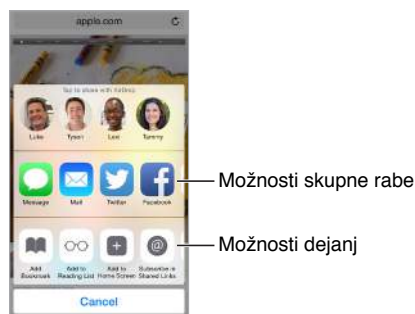 apple.com
Tap to share with AirDrop
Luke Tyson Lee Tammy
Message Mail Twitter Facebook
Možnosti skupne rabe
Možnosti dejanj
Add Bookmark
Add to Reading List
Add to Home Screen
Subscribe in Shared Links
Cancel